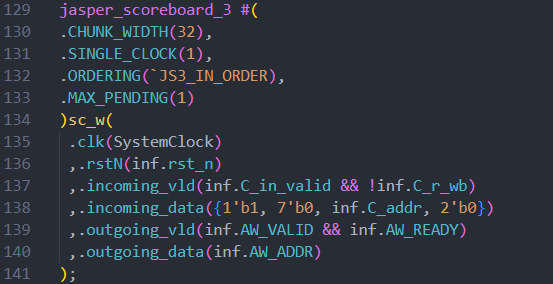 129 jasper_scoreboard_3 #(
130 .CHUNK_WIDTH(32),
131 .SINGLE_CLOCK(1),
132 .ORDERING(`JS3_IN_ORDER),
133 .MAX_PENDING(1)
134 )sc_w(
135 .clk(SystemClock)
136 ,.rstN(inf.rst_n)
137 ,.incoming_vld(inf.C_in_valid && !inf.C_r_wb)
138 ,.incoming_data({1'b1, 7'b0, inf.C_addr, 2'b0})
139 ,.outgoing_vld(inf.AW_VALID && inf.AW_READY)
140 ,.outgoing_data(inf.AW_ADDR)
141 );